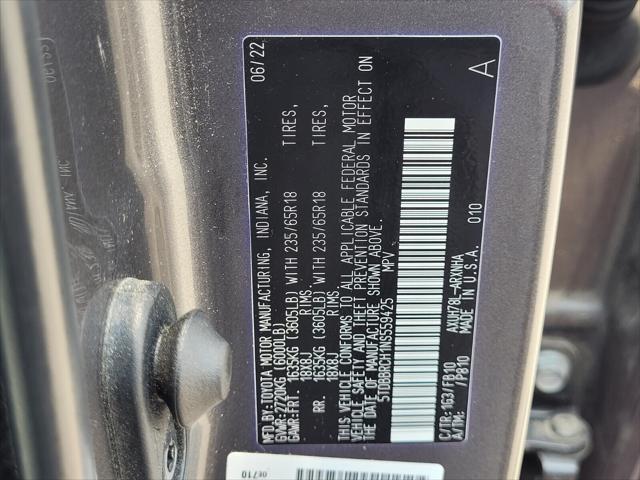 MFD.BY:TOYOTA MOTOR MANUFACTURING, INDIANA, INC. 06/22
GVWR:2720KG (6000LB)
GAWR:FRT. 1635KG (3605LB) WITH 235/65R18 TIRES,
18X8J RIMS.
RR. 1635KG (3605LB) WITH 235/65R18 TIRES,
18X8J RIMS.
THIS VEHICLE CONFORMS TO ALL APPLICABLE FEDERAL MOTOR
VEHICLE SAFETY AND THEFT PREVENTION STANDARDS IN EFFECT ON
THE DATE OF MANUFACTURE SHOWN ABOVE.
5TDBBRCH1NS559425 MPV
010
C/TR:1G3/FB10 AXUH78L-ARXNHA
A/TM: /P810 MADE IN U.S.A. A
0E710